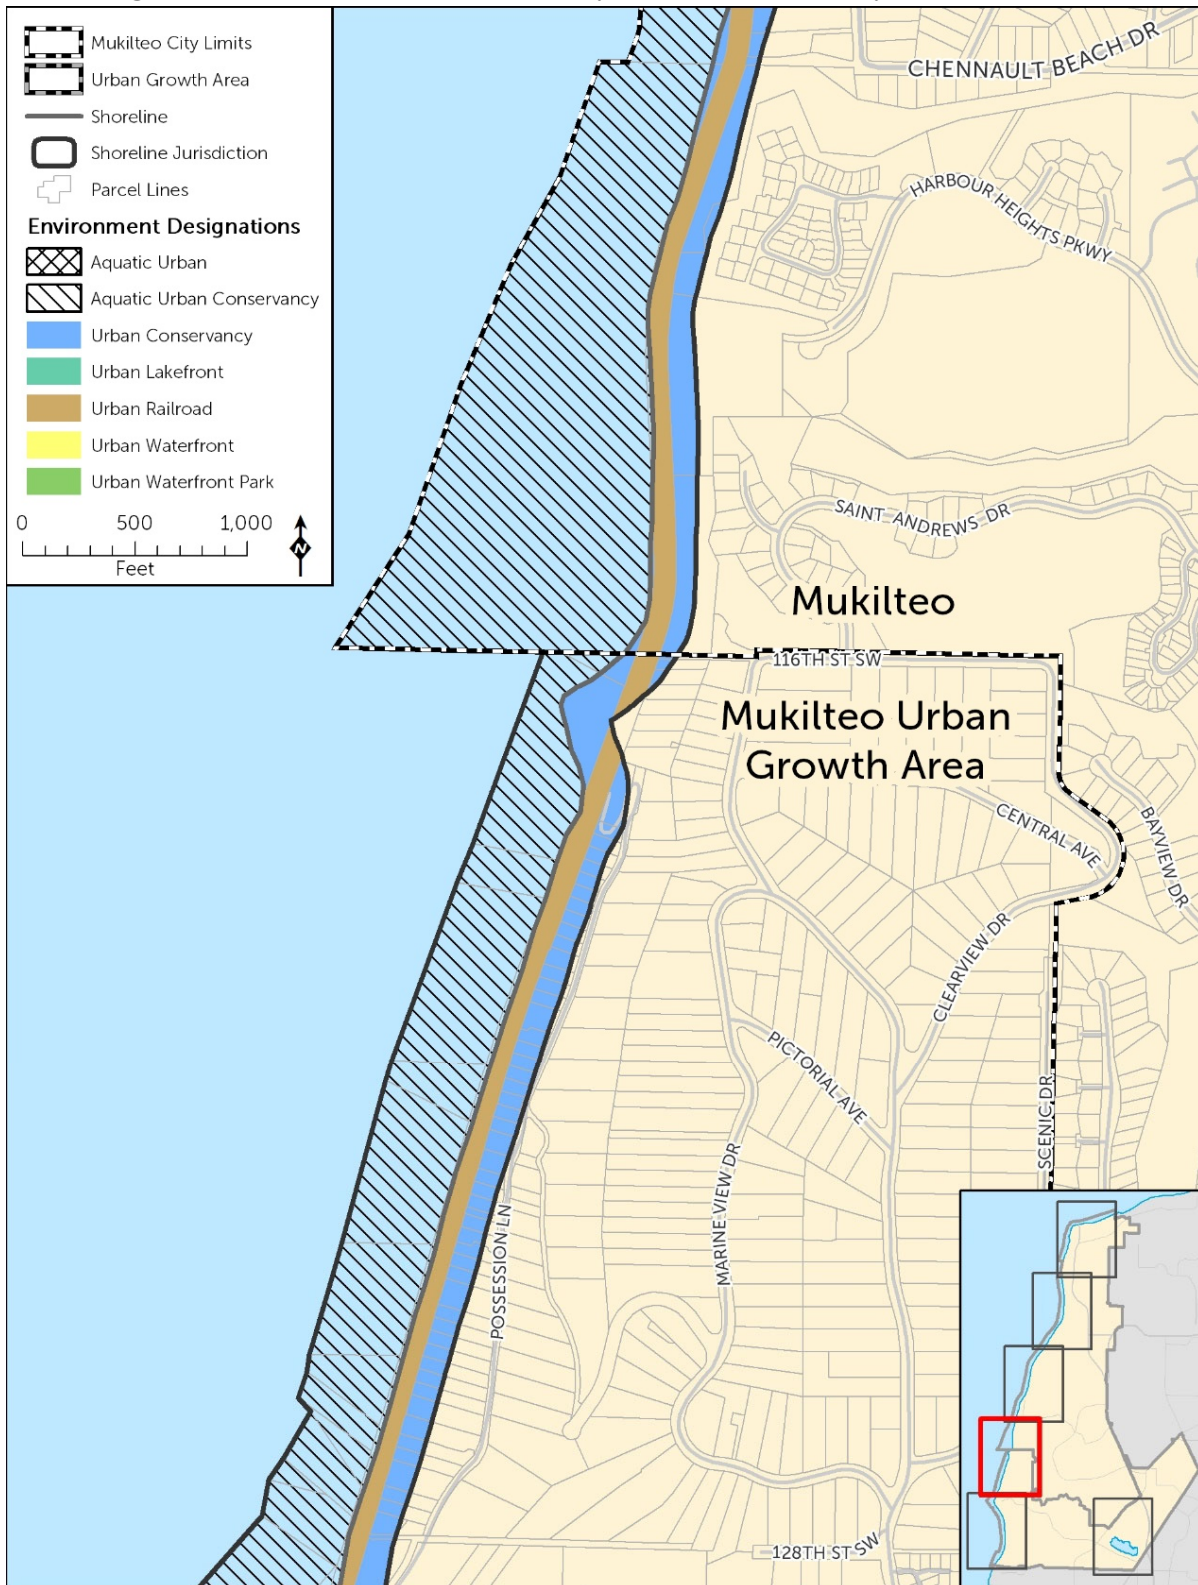 Mukilteo City Limits
Urban Growth Area
Shoreline
Shoreline Jurisdiction
Parcel Lines
Environment Designations
Aquatic Urban
Aquatic Urban Conservancy
Urban Conservancy
Urban Lakefront
Urban Railroad
Urban Waterfront
Urban Waterfront Park
0 500 1,000
Feet
N
CHENNAULT BEACH DR
HARBOUR HEIGHTS PKWY
SAINT ANDREWS DR
Mukilteo
116TH ST SW
Mukilteo Urban
Growth Area
CENTRAL AVE
BAYVIEW DR
CLEARVIEW DR
PICTORIAL AVE
SCENIC DR
MARINE VIEW DR
POSSESSION LN
128TH ST SW